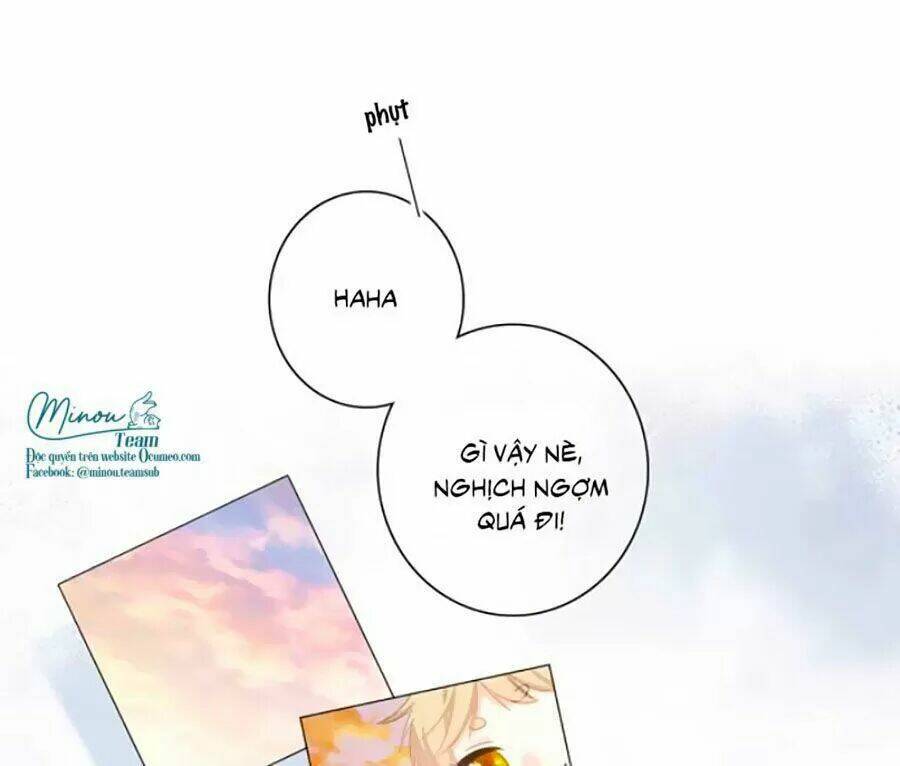 phụt
HAHA
GÌ VẬY NÈ,
NGHỊCH NGỢM
QUÁ ĐI!
Minou
Team
Độc quyền trên website Ocumeo.com
Facebook: @minou.teamsub